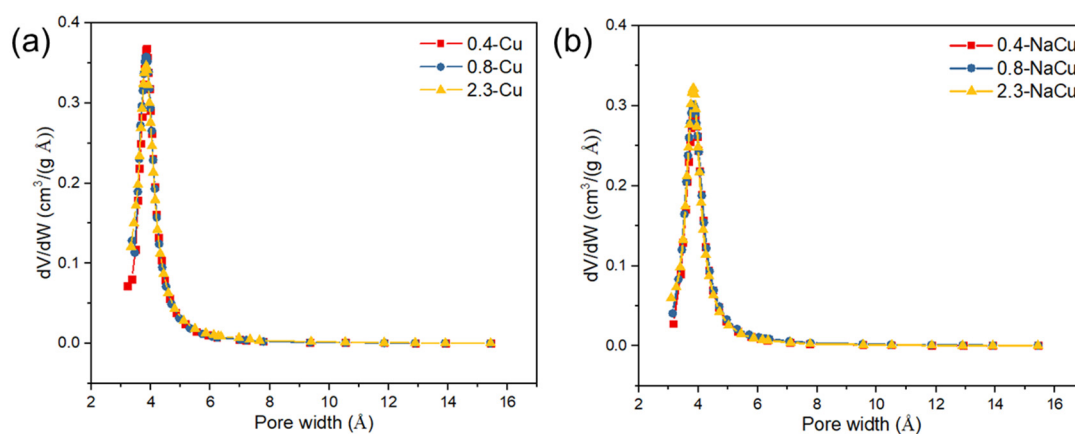 (a)
0.4-Cu
0.8-Cu
2.3-Cu
dV/dW (cm³/(g Å))
0.4
0.3
0.2
0.1
0.0
2 4 6 8 10 12 14 16
Pore width (Å)
(b)
0.4-NaCu
0.8-NaCu
2.3-NaCu
dV/dW (cm³/(g Å))
0.4
0.3
0.2
0.1
0.0
2 4 6 8 10 12 14 16
Pore width (Å)